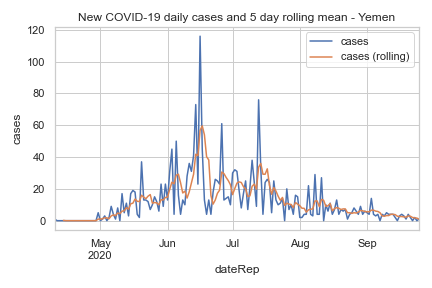 New COVID-19 daily cases and 5 day rolling mean - Yemen
120
100
80
60
40
20
0
cases
cases
cases (rolling)
May
2020
Jun
Jul
Aug
Sep
dateRep